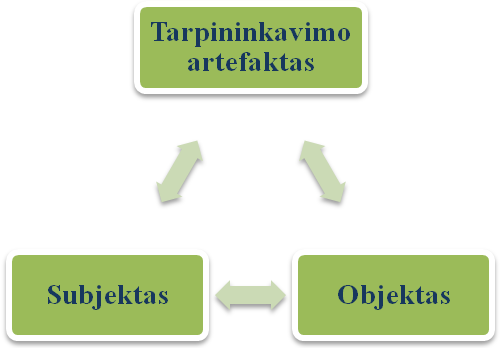 Tarpininkavimo
artefaktas
Subjektas
Objektas